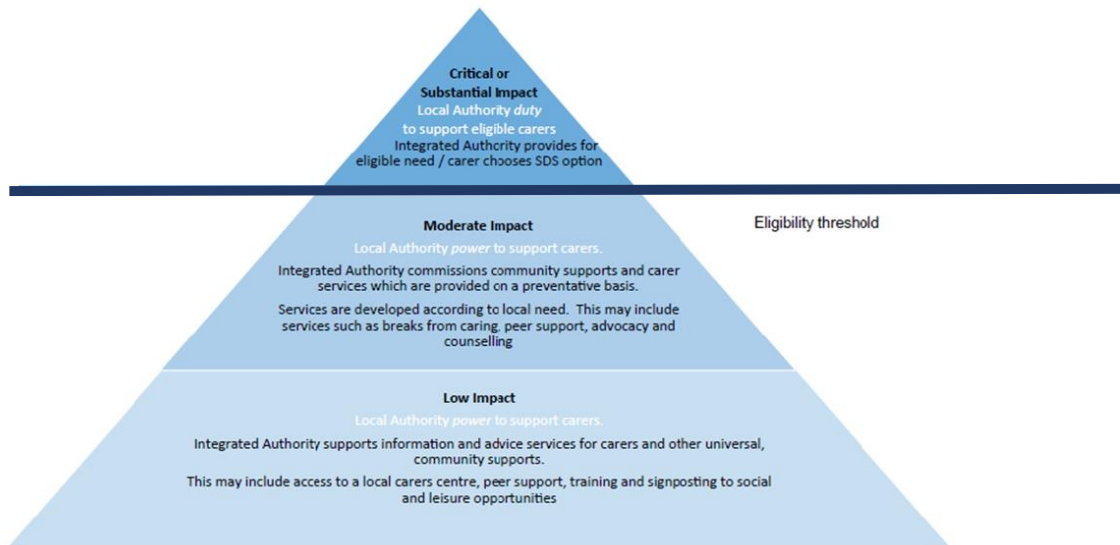 Critical or
Substantial Impact
Local Authority duty
to support eligible carers
Integrated Authority provides for
eligible need / carer chooses SDS option
Eligibility threshold
Moderate Impact
Local Authority power to support carers.
Integrated Authority commissions community supports and carer
services which are provided on a preventative basis.
Services are developed according to local need.  This may include
services such as breaks from caring, peer support, advocacy and
counselling
Low Impact
Local Authority power to support carers.
Integrated Authority supports information and advice services for carers and other universal,
community supports.
This may include access to a local carers centre, peer support, training and signposting to social
and leisure opportunities